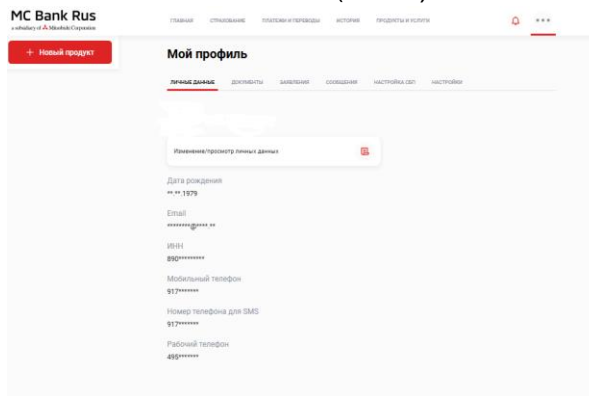 MC Bank Rus
a subsidiary of Mitsubishi Corporation
ГЛАВНАЯ СТРАХОВАНИЕ ПЛАТЕЖИ И ПЕРЕВОДЫ ИСТОРИЯ ПРОДУКТЫ И УСЛУГИ
+ Новый продукт
Мой профиль
ЛИЧНЫЕ ДАННЫЕ ДОКУМЕНТЫ ЗАЯВЛЕНИЯ СООБЩЕНИЯ НАСТРОЙКА СБП НАСТРОЙКИ
Изменение/просмотр личных данных
Дата рождения
**.**.1979
Email
********@****.**
ИНН
890*********
Мобильный телефон
917*******
Номер телефона для SMS
917*******
Рабочий телефон
495*******